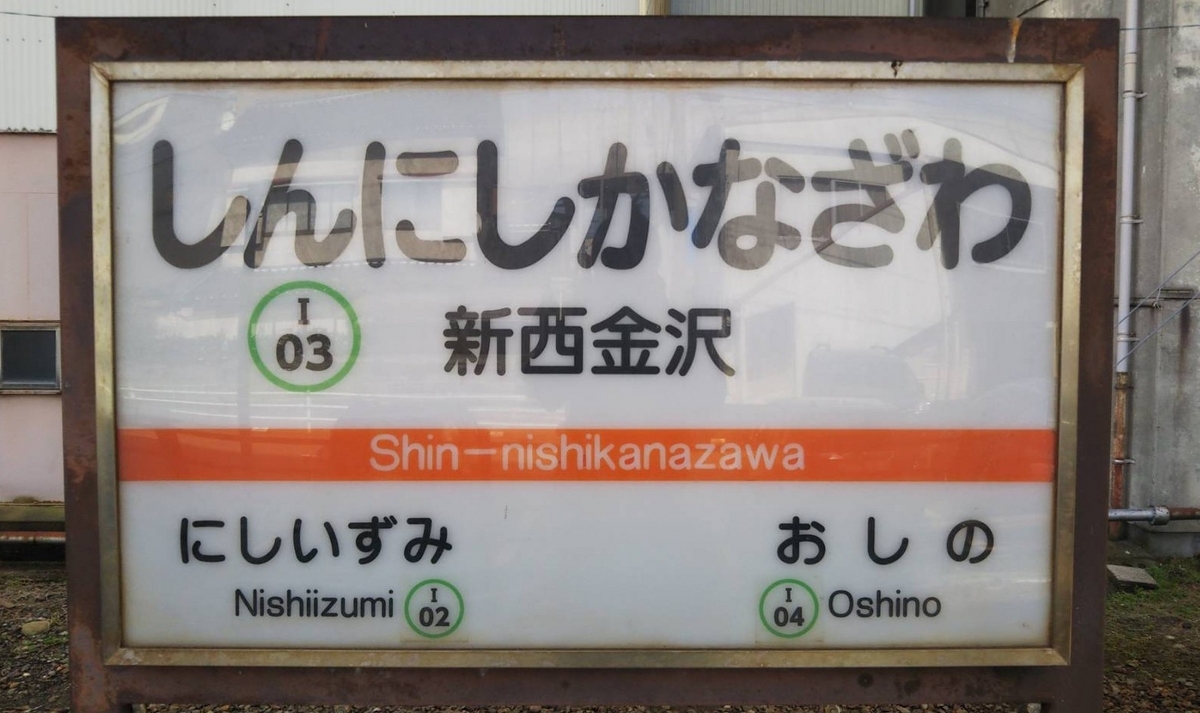 しんにしかなざわ
I
03
新西金沢
Shin-nishikanazawa
にしいずみ
おしの
Nishiizumi
I
02
I
04
Oshino